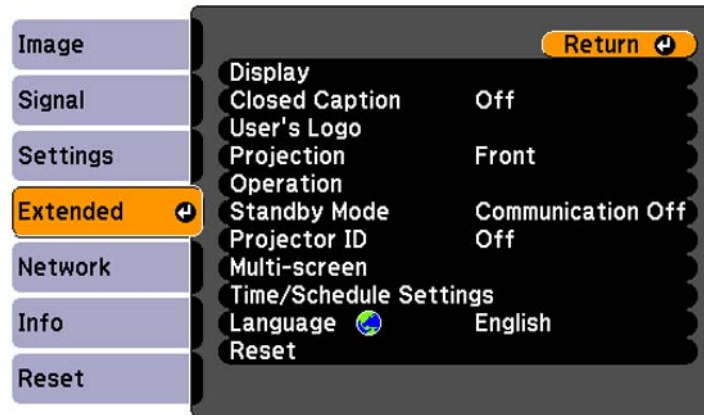 Image
Signal
Settings
Extended
Network
Info
Reset
Return
Display
Closed Caption Off
User's Logo
Projection Front
Operation
Standby Mode Communication Off
Projector ID Off
Multi-screen
Time/Schedule Settings
Language English
Reset